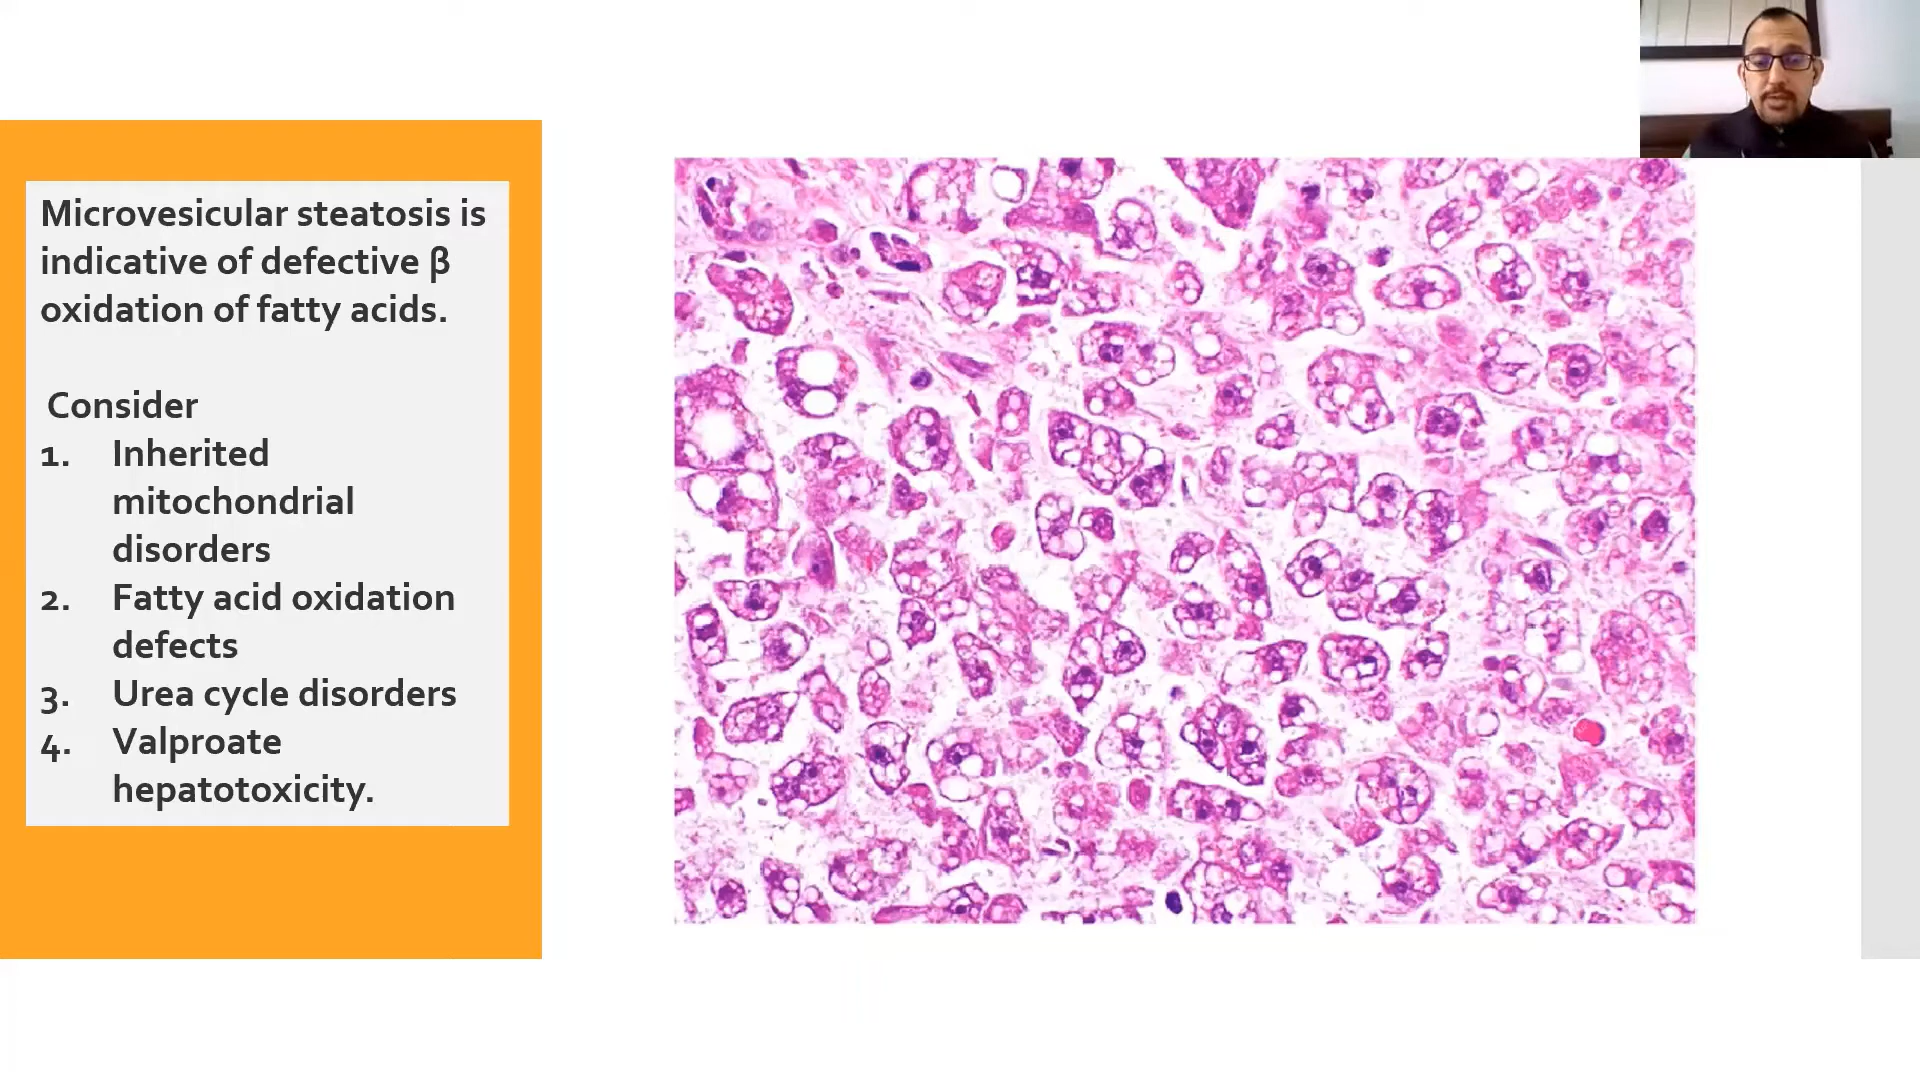 Microvesicular steatosis is
indicative of defective β
oxidation of fatty acids.
Consider
1. Inherited
mitochondrial
disorders
2. Fatty acid oxidation
defects
3. Urea cycle disorders
4. Valproate
hepatotoxicity.